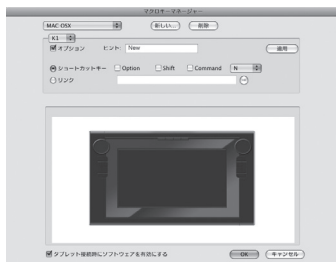 マクロキーマネージャー
MAC OSX 新しい... 削除
K1
オプション ヒント: New 適用
ショートカットキー Option Shift Command N
リンク
タブレット接続時にソフトウェアを有効にする OK キャンセル